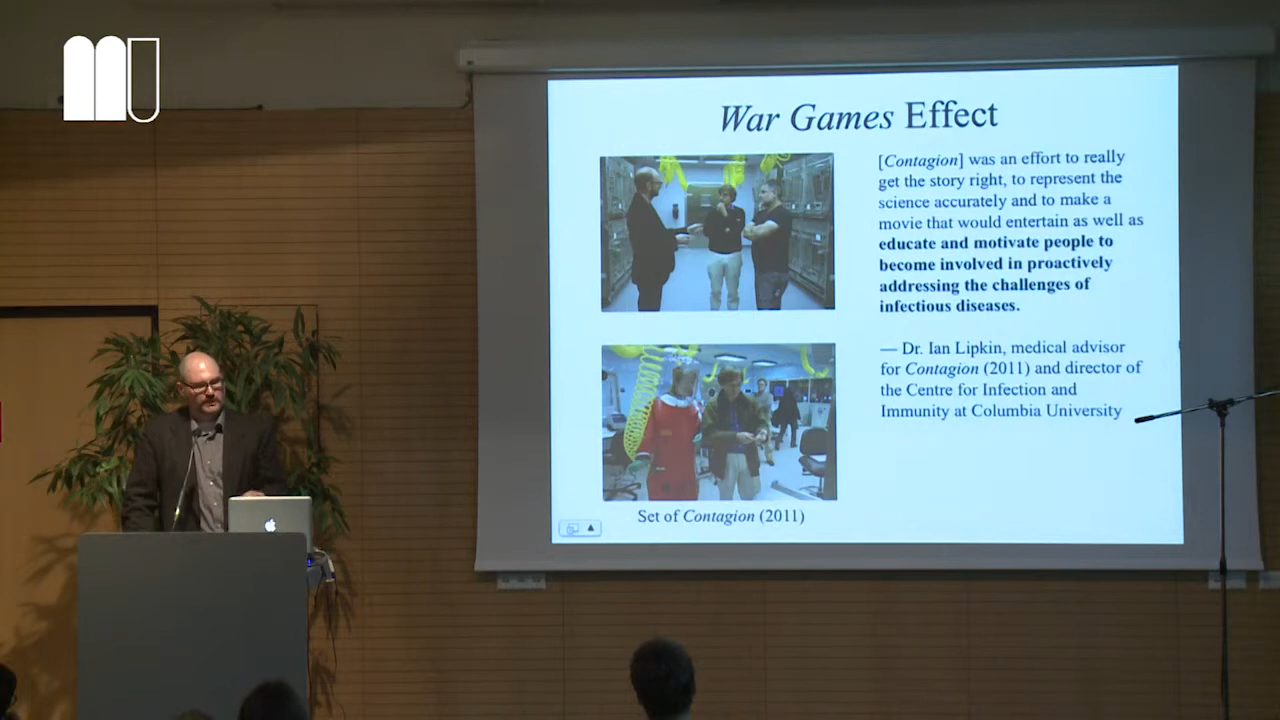 War Games Effect
[Contagion] was an effort to really
get the story right, to represent the
science accurately and to make a
movie that would entertain as well as
educate and motivate people to
become involved in proactively
addressing the challenges of
infectious diseases.
— Dr. Ian Lipkin, medical advisor
for Contagion (2011) and director of
the Centre for Infection and
Immunity at Columbia University
Set of Contagion (2011)